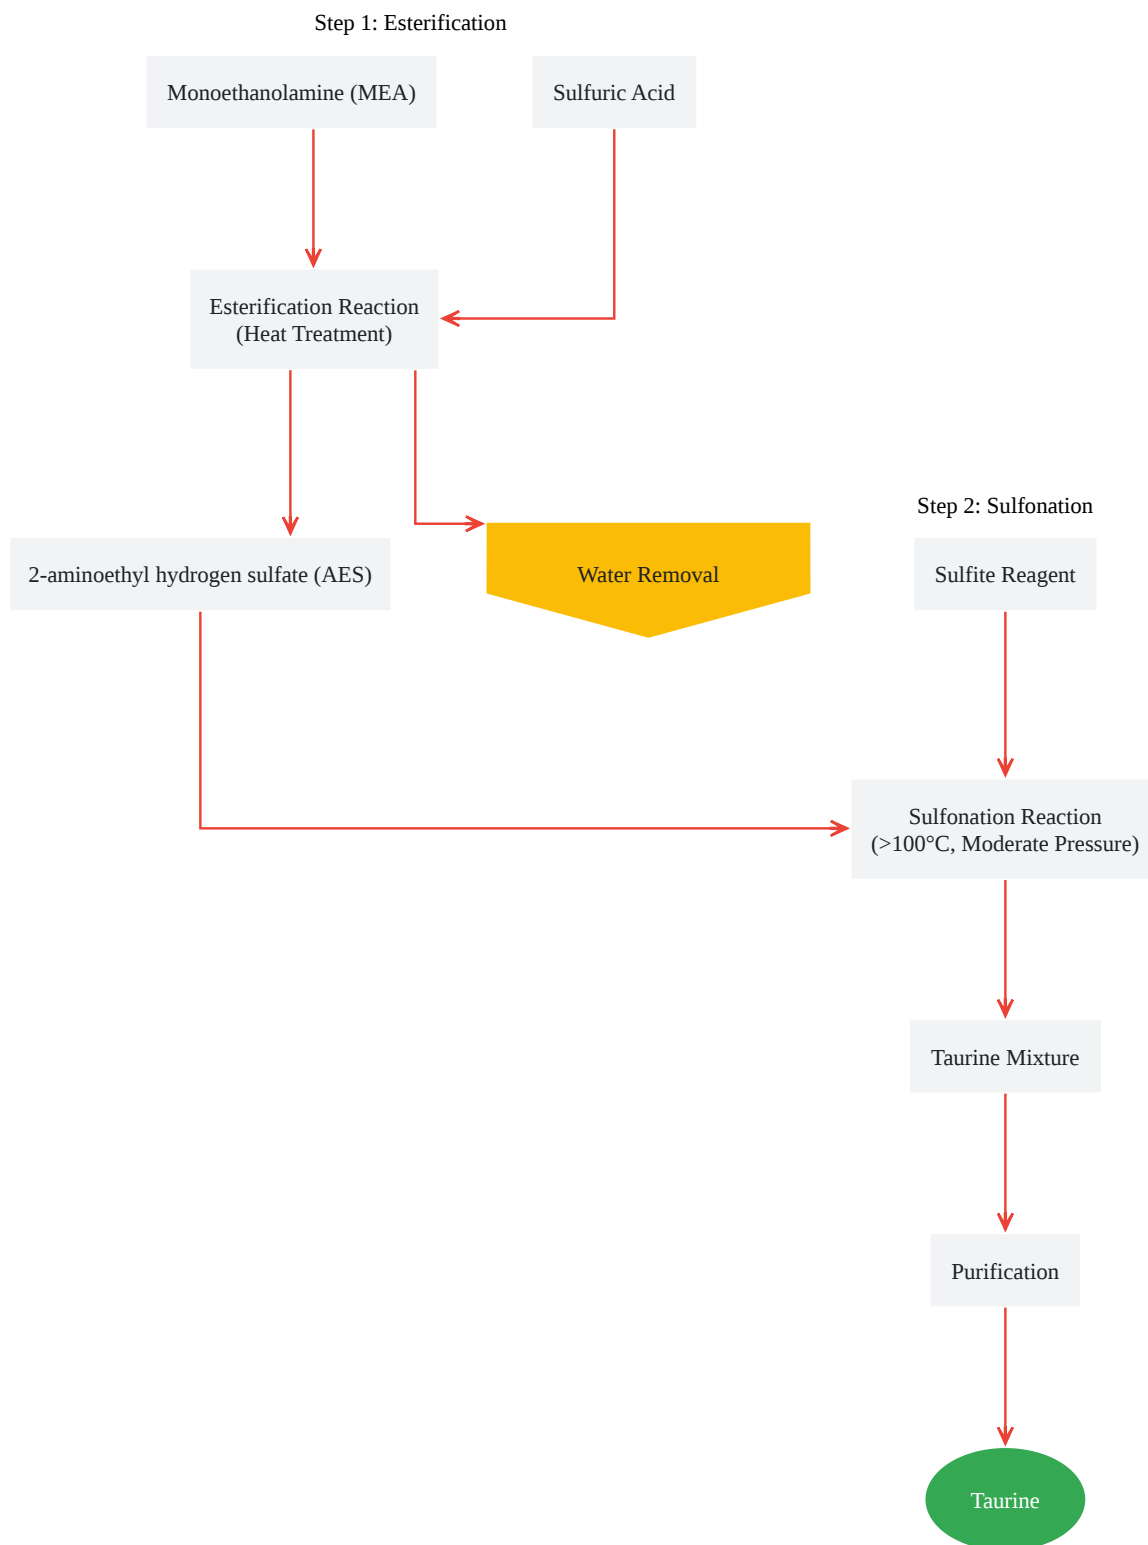 Step 1: Esterification
Monoethanolamine (MEA)
Sulfuric Acid
Esterification Reaction
(Heat Treatment)
2-aminoethyl hydrogen sulfate (AES)
Water Removal
Step 2: Sulfonation
Sulfite Reagent
Sulfonation Reaction
(>100°C, Moderate Pressure)
Taurine Mixture
Purification
Taurine